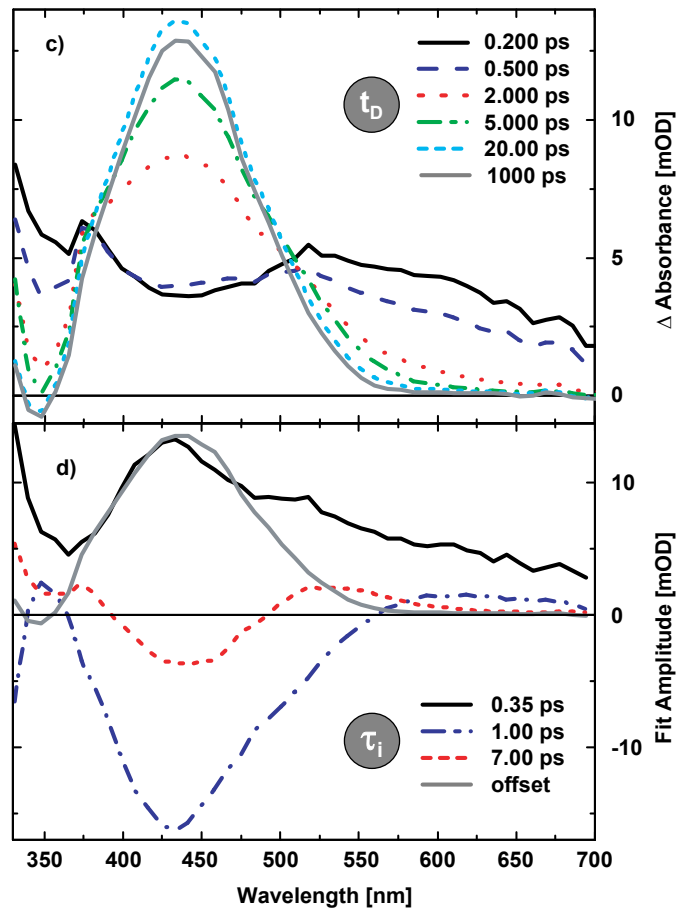 c)
0.200 ps
0.500 ps
2.000 ps
5.000 ps
20.00 ps
1000 ps
tD
10
5
0
Δ Absorbance [mOD]
d)
0.35 ps
1.00 ps
7.00 ps
offset
τi
10
0
-10
Fit Amplitude [mOD]
350 400 450 500 550 600 650 700
Wavelength [nm]